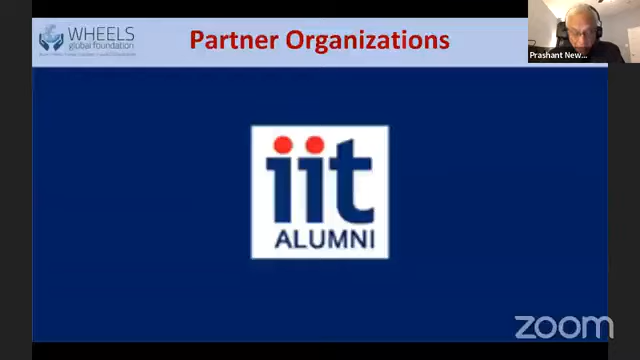 WHEELS
global foundation
Partner Organizations
Prashant New...
iit
ALUMNI
zoom